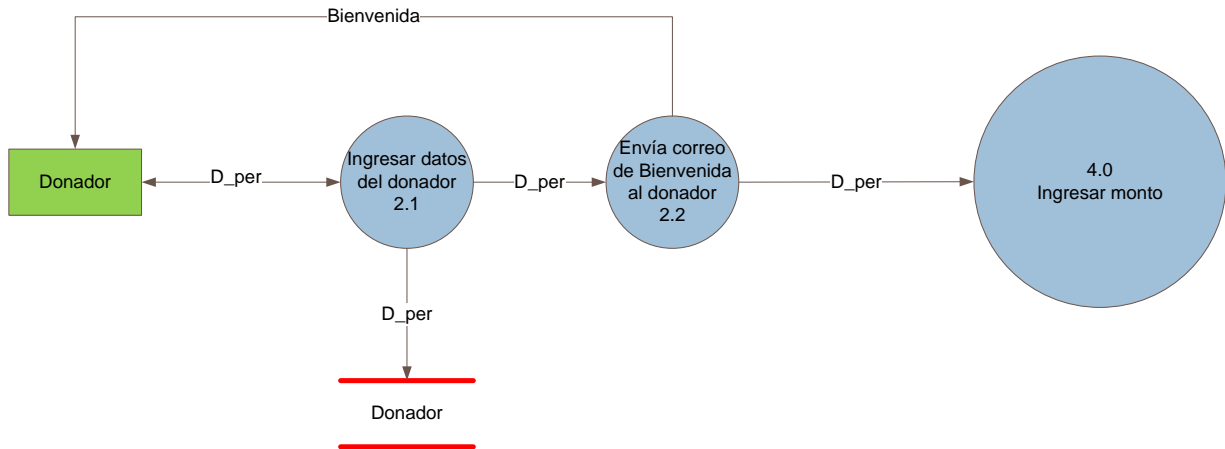 Bienvenida
Donador
D_per
Ingresar datos
del donador
2.1
D_per
Envía correo
de Bienvenida
al donador
2.2
D_per
4.0
Ingresar monto
D_per
Donador